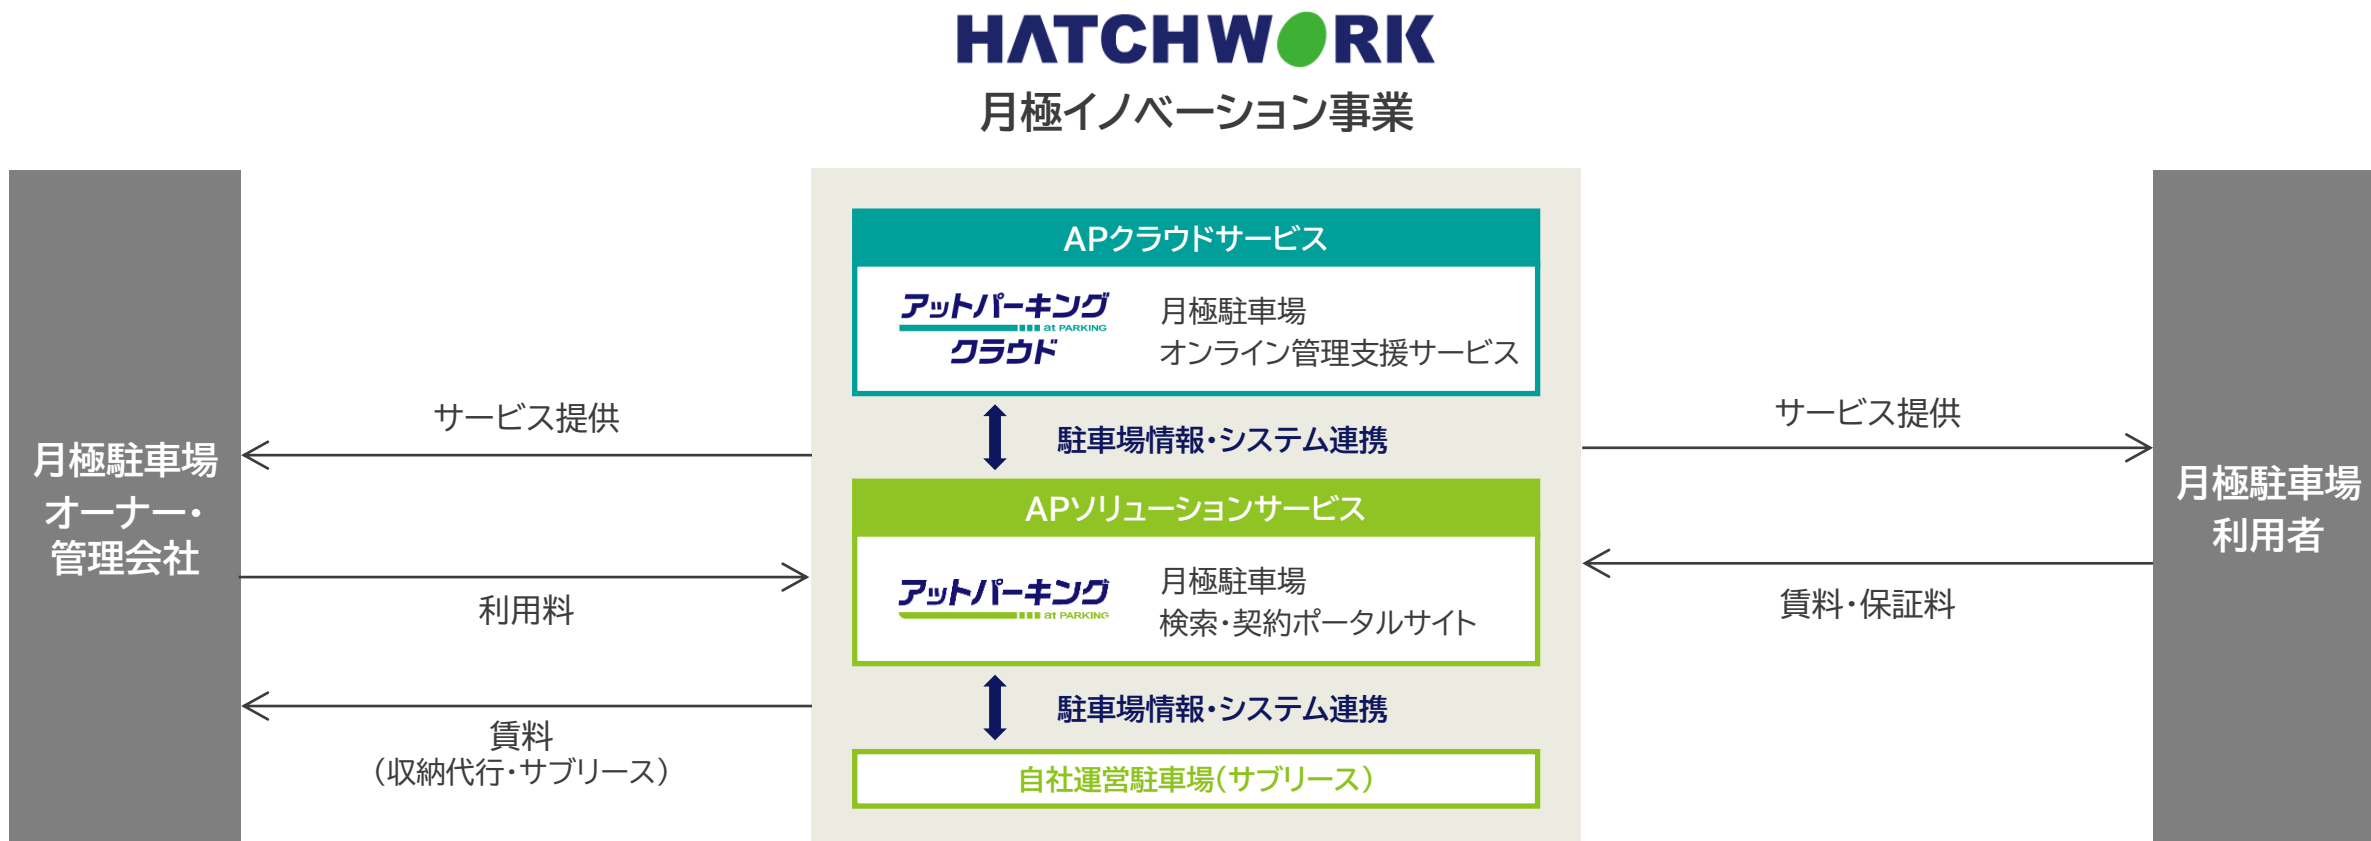 HATCHWORK
月極イノベーション事業
月極駐車場
オーナー・
管理会社
サービス提供
利用料
賃料
（収納代行・サブリース）
APクラウドサービス
アットパーキング
at PARKING
クラウド
月極駐車場
オンライン管理支援サービス
駐車場情報・システム連携
APソリューションサービス
アットパーキング
at PARKING
月極駐車場
検索・契約ポータルサイト
駐車場情報・システム連携
自社運営駐車場（サブリース）
サービス提供
賃料・保証料
月極駐車場
利用者